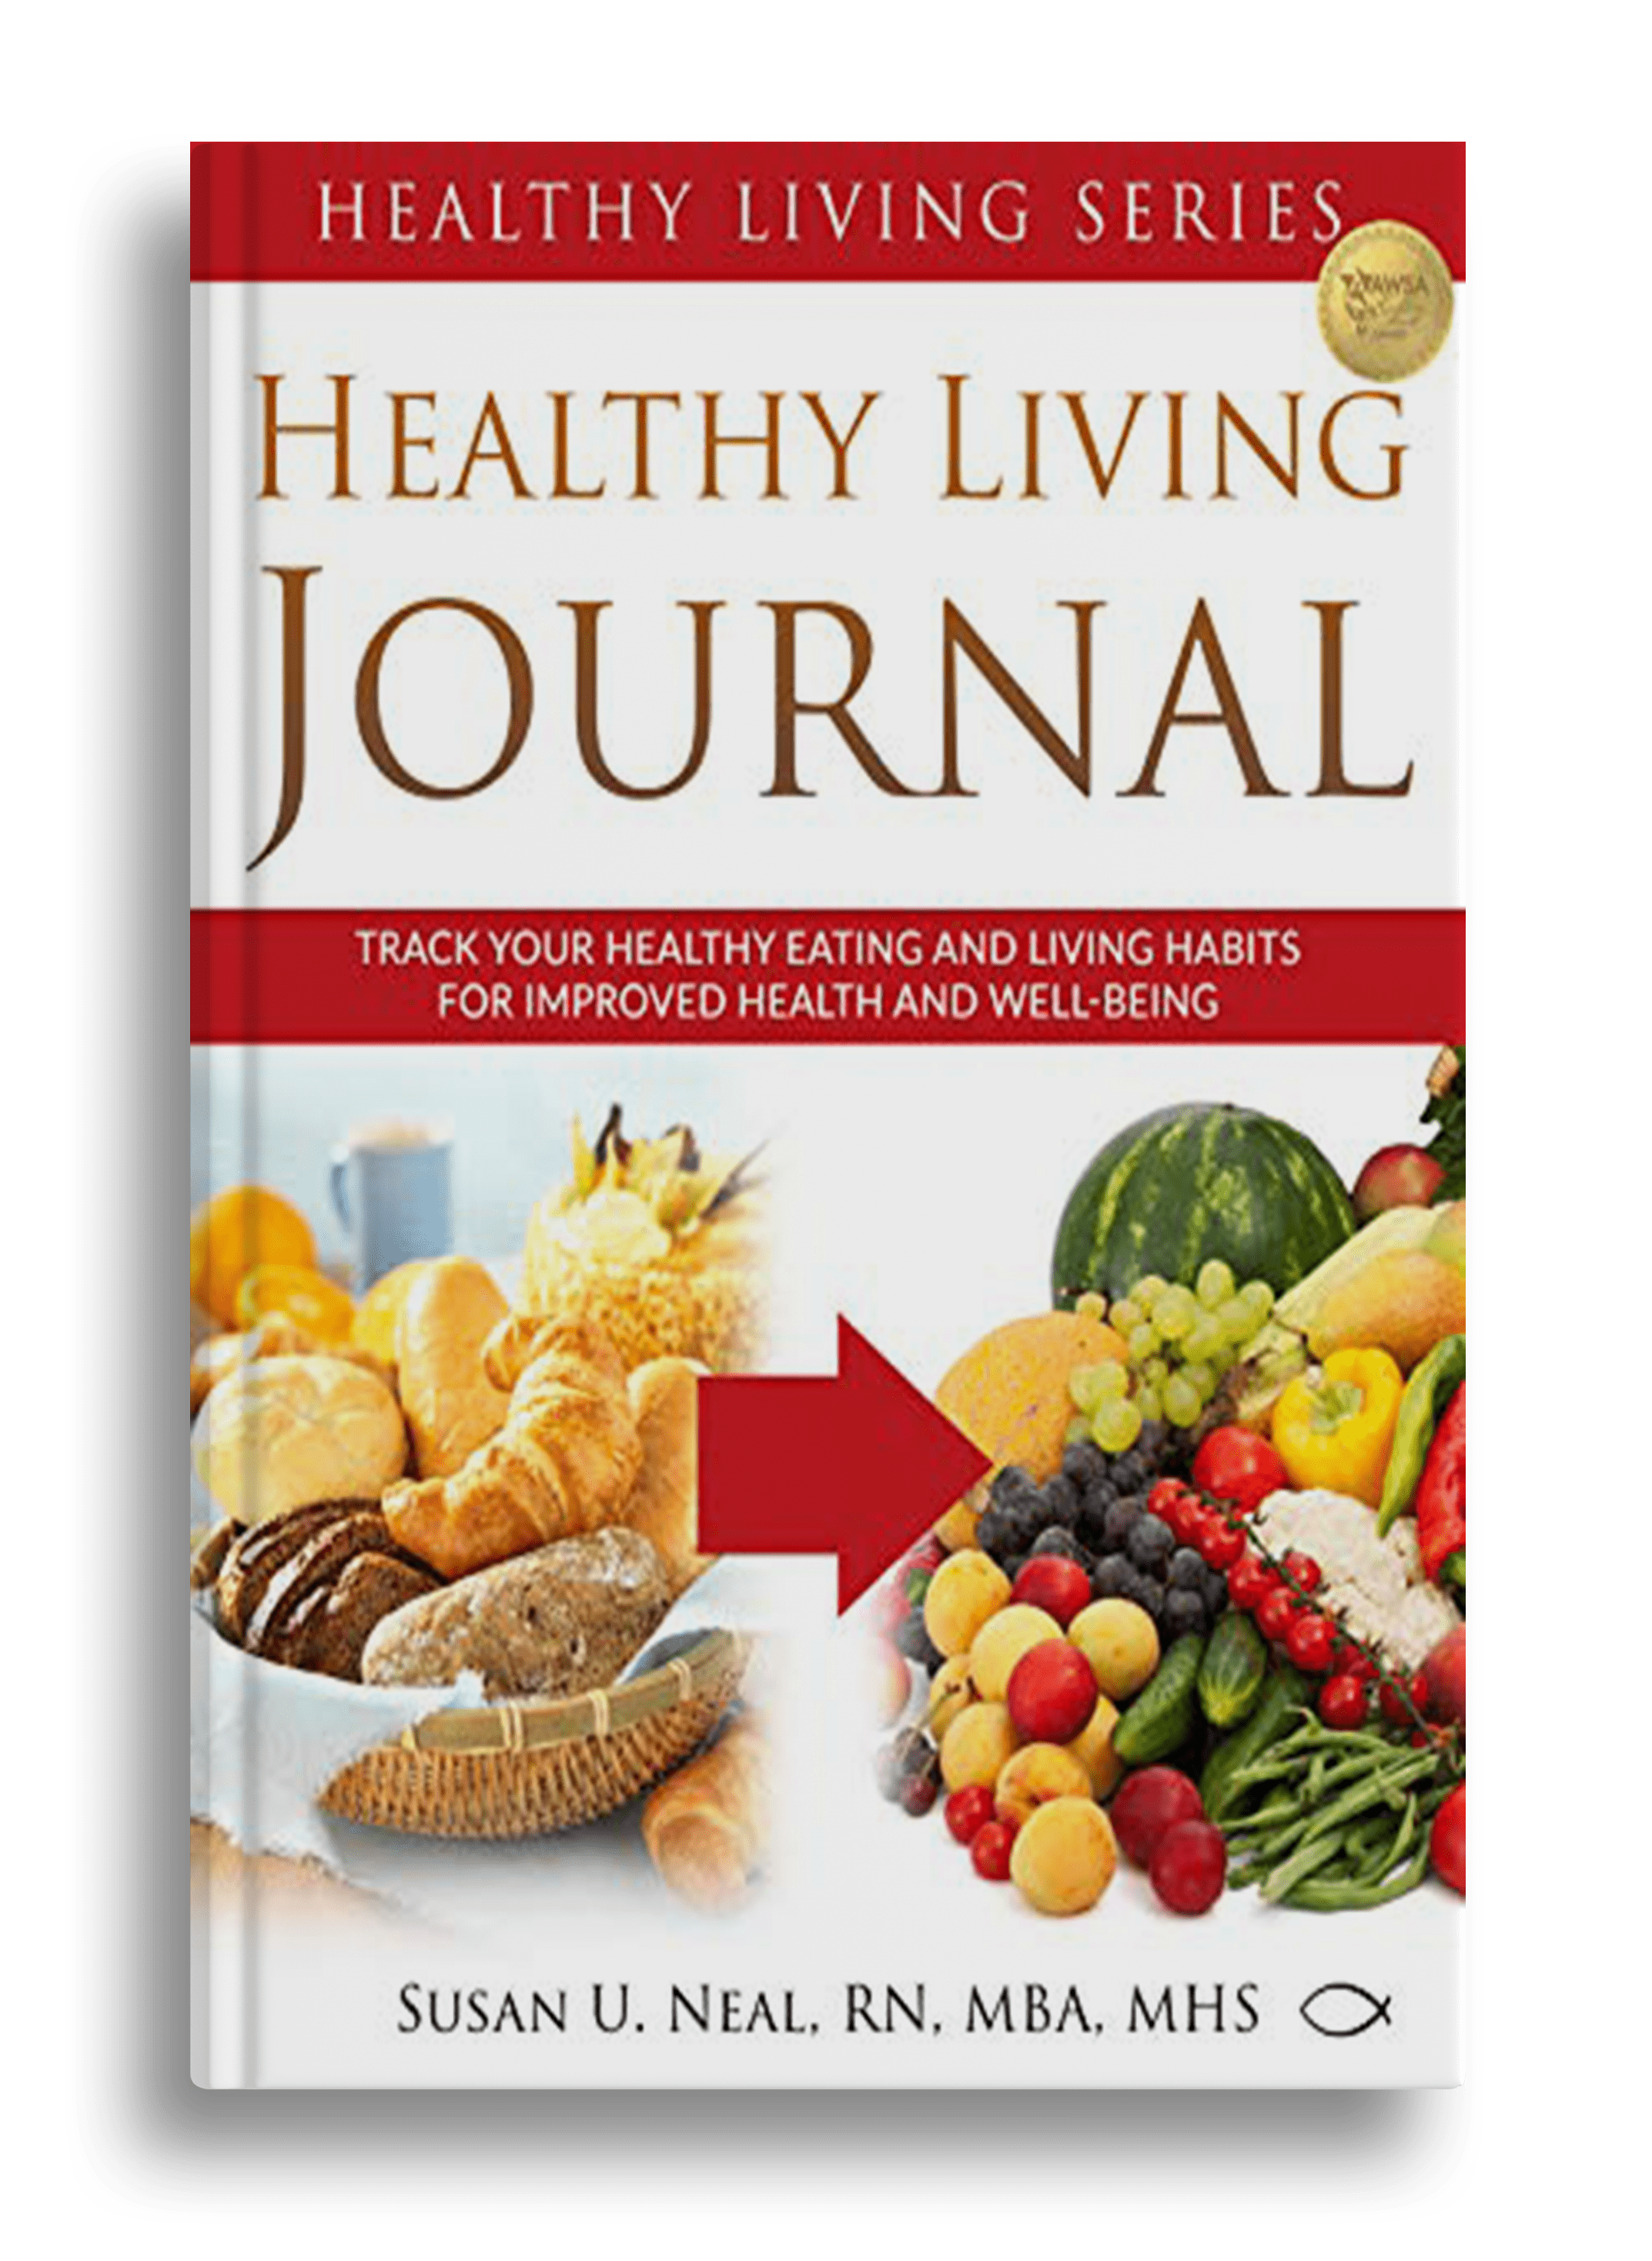 HEALTHY LIVING SERIES
AWSA
HEALTHY LIVING
JOURNAL
TRACK YOUR HEALTHY EATING AND LIVING HABITS
FOR IMPROVED HEALTH AND WELL-BEING
SUSAN U. NEAL, RN, MBA, MHS